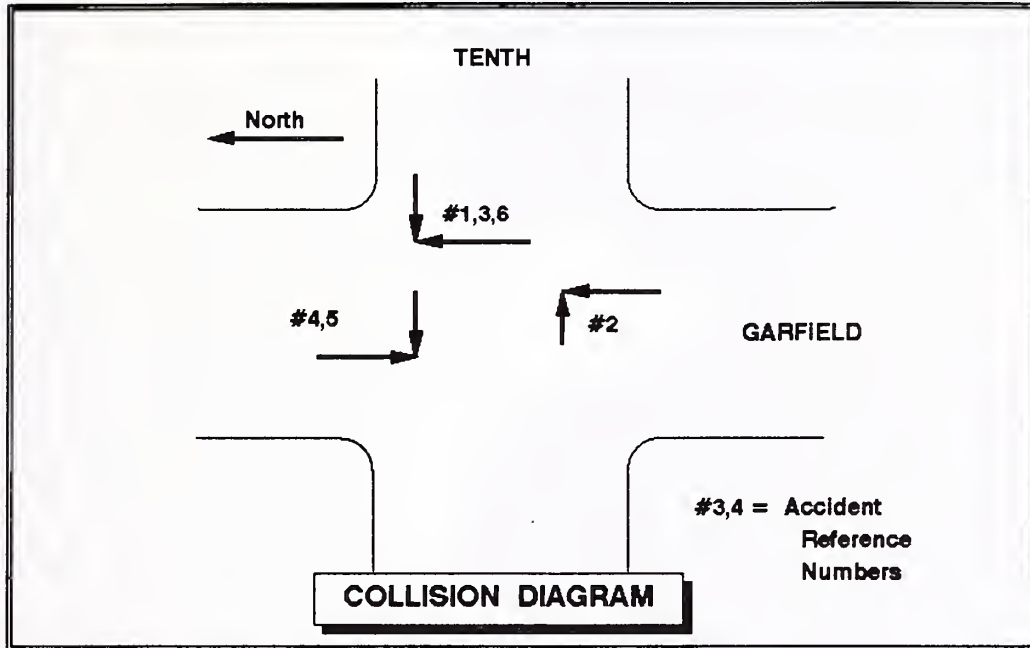 TENTH
North
#1,3,6
#4,5
#2
GARFIELD
#3,4 = Accident
Reference
Numbers
COLLISION DIAGRAM